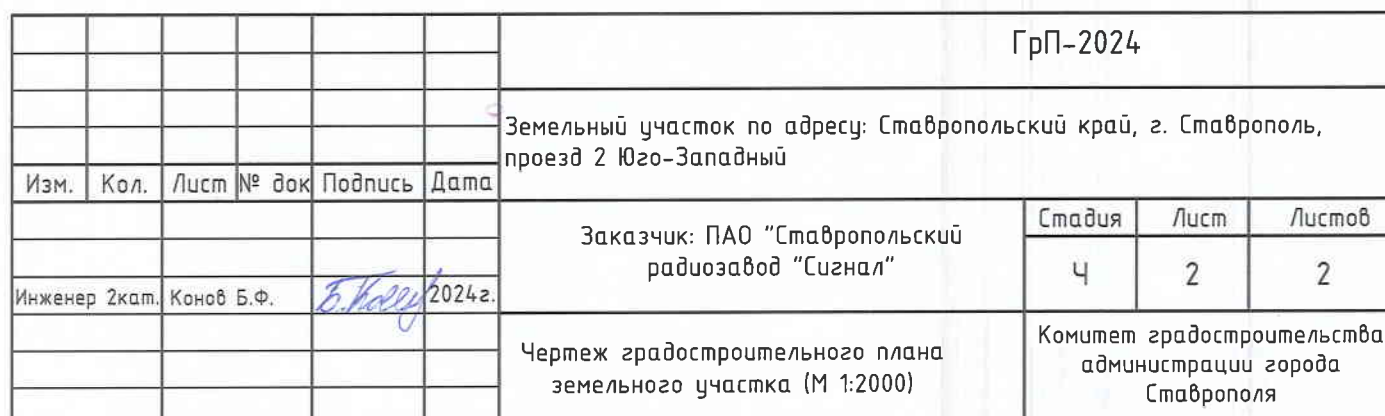 ГрП-2024
Земельный участок по адресу: Ставропольский край, г. Ставрополь,
проезд 2 Юго-Западный
Изм. Кол. Лист № док Подпись Дата
Заказчик: ПАО "Ставропольский
радиозавод "Сигнал"
Стадия Лист Листов
Ч 2 2
Инженер 2кат. Конов Б.Ф. 2024г.
Чертеж градостроительного плана
земельного участка (М 1:2000)
Комитет градостроительства
администрации города
Ставрополя